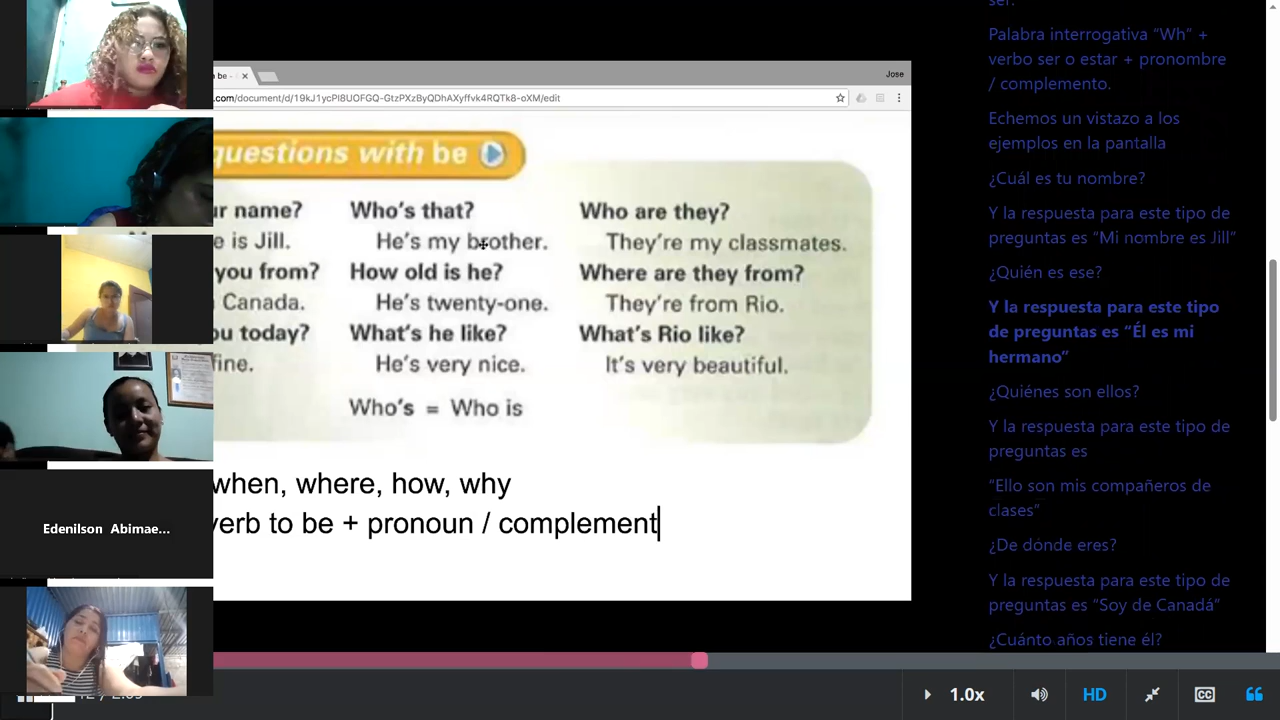 Jose
.com/document/d/19kJ1ycPl8UOFGQ-GtzPXzByQDhAXyffvk4RQTk8-oXM/edit
questions with be
ur name?
e is Jill.
you from?
Canada.
ou today?
fine.
Who's that?
He's my brother.
How old is he?
He's twenty-one.
What's he like?
He's very nice.
Who's = Who is
Who are they?
They're my classmates.
Where are they from?
They're from Rio.
What's Rio like?
It's very beautiful.
when, where, how, why
verb to be + pronoun / complement
Edenilson Abimae...
ser.
Palabra interrogativa “Wh” +
verbo ser o estar + pronombre
/ complemento.
Echemos un vistazo a los
ejemplos en la pantalla
¿Cuál es tu nombre?
Y la respuesta para este tipo de
preguntas es “Mi nombre es Jill”
¿Quién es ese?
Y la respuesta para este tipo
de preguntas es “Él es mi
hermano”
¿Quiénes son ellos?
Y la respuesta para este tipo de
preguntas es
“Ello son mis compañeros de
clases”
¿De dónde eres?
Y la respuesta para este tipo de
preguntas es “Soy de Canadá”
¿Cuánto años tiene él?
1.0x
HD
CC